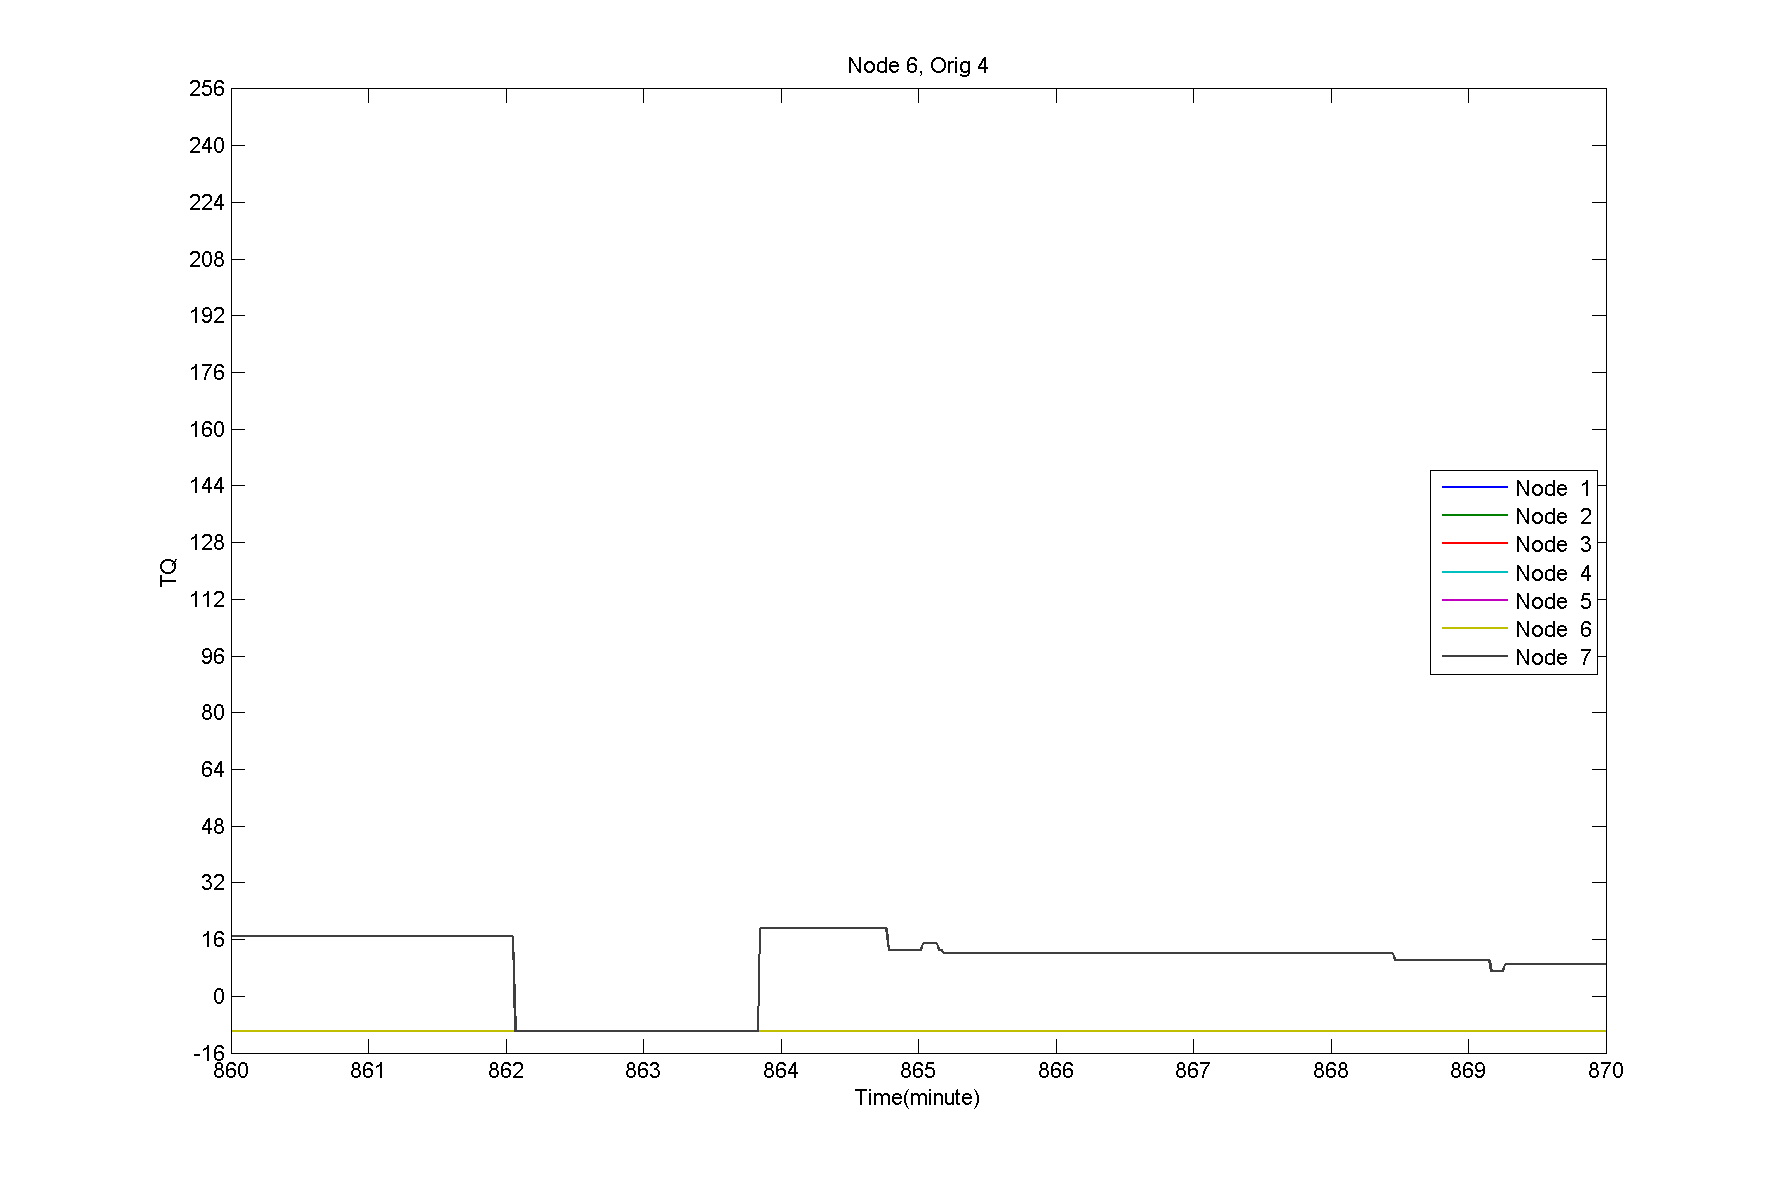 Node 6, Orig 4
256
240
224
208
192
176
160
144
128
112
96
80
64
48
32
16
0
-16
TQ
Node 1
Node 2
Node 3
Node 4
Node 5
Node 6
Node 7
860 861 862 863 864 865 866 867 868 869 870
Time(minute)